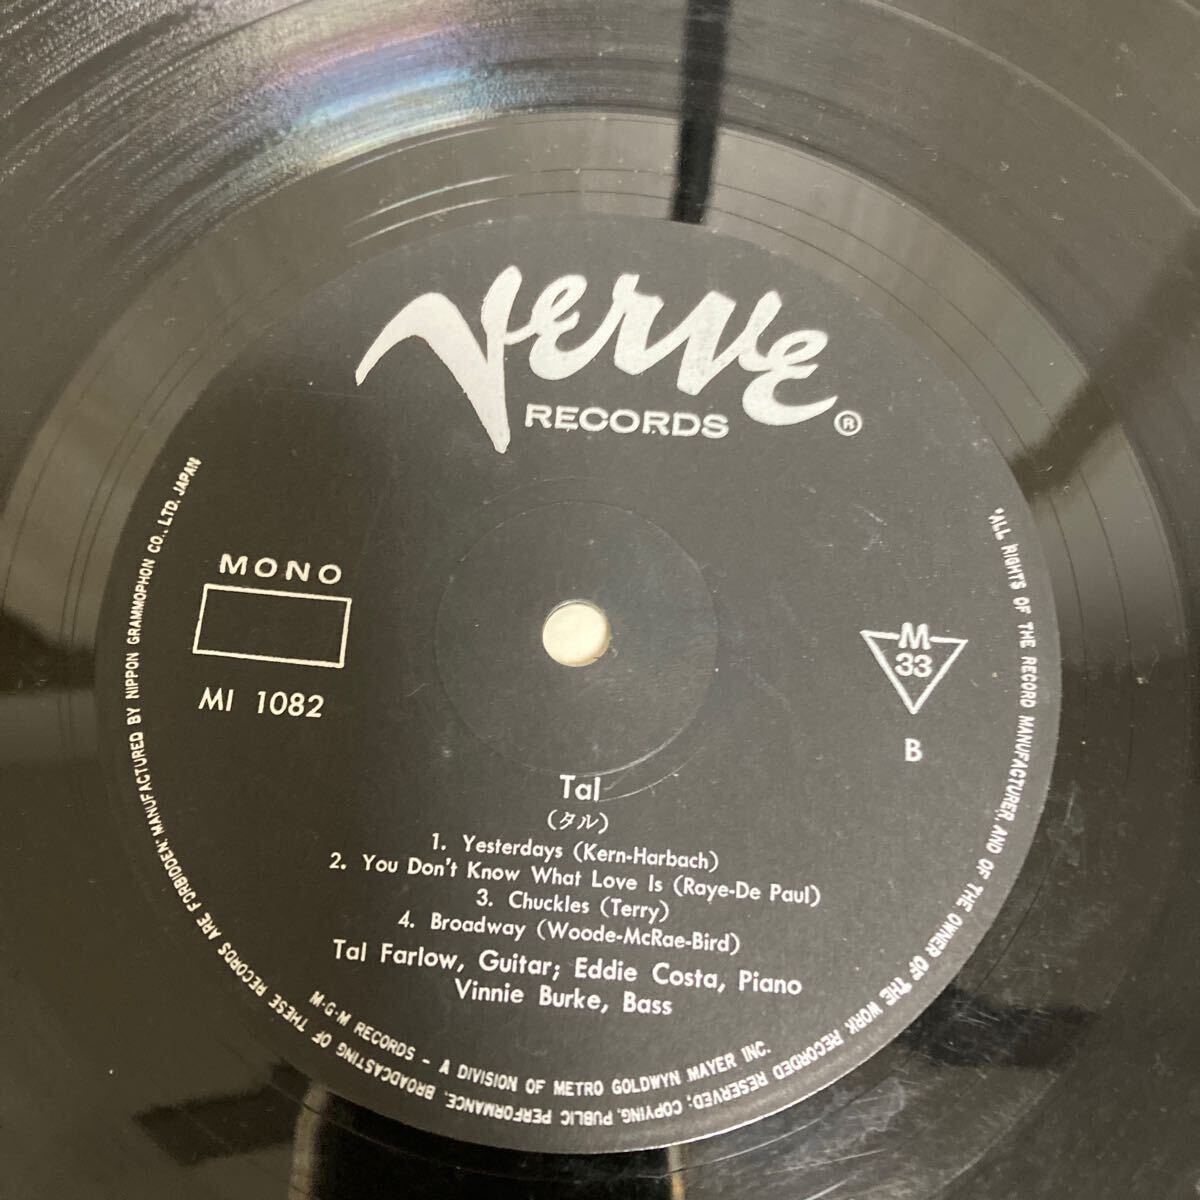 Verve
RECORDS ®
MONO
MI 1082
M
33
B
Tal
(タル)
1. Yesterdays (Kern-Harbach)
2. You Don't Know What Love Is (Raye-De Paul)
3. Chuckles (Terry)
4. Broadway (Woode-McRae-Bird)
Tal Farlow, Guitar; Eddie Costa, Piano
Vinnie Burke, Bass
M·G·M RECORDS – A DIVISION OF METRO GOLDWYN MAYER INC.
"ALL RIGHTS OF THE RECORD MANUFACTURER, AND OF THE OWNER OF THE WORK RECORDED RESERVED; COPYING, PUBLIC PERFORMANCE, BROADCASTING OF THESE RECORDS ARE FORBIDDEN; MANUFACTURED BY NIPPON GRAMMOPHON CO., LTD. JAPAN